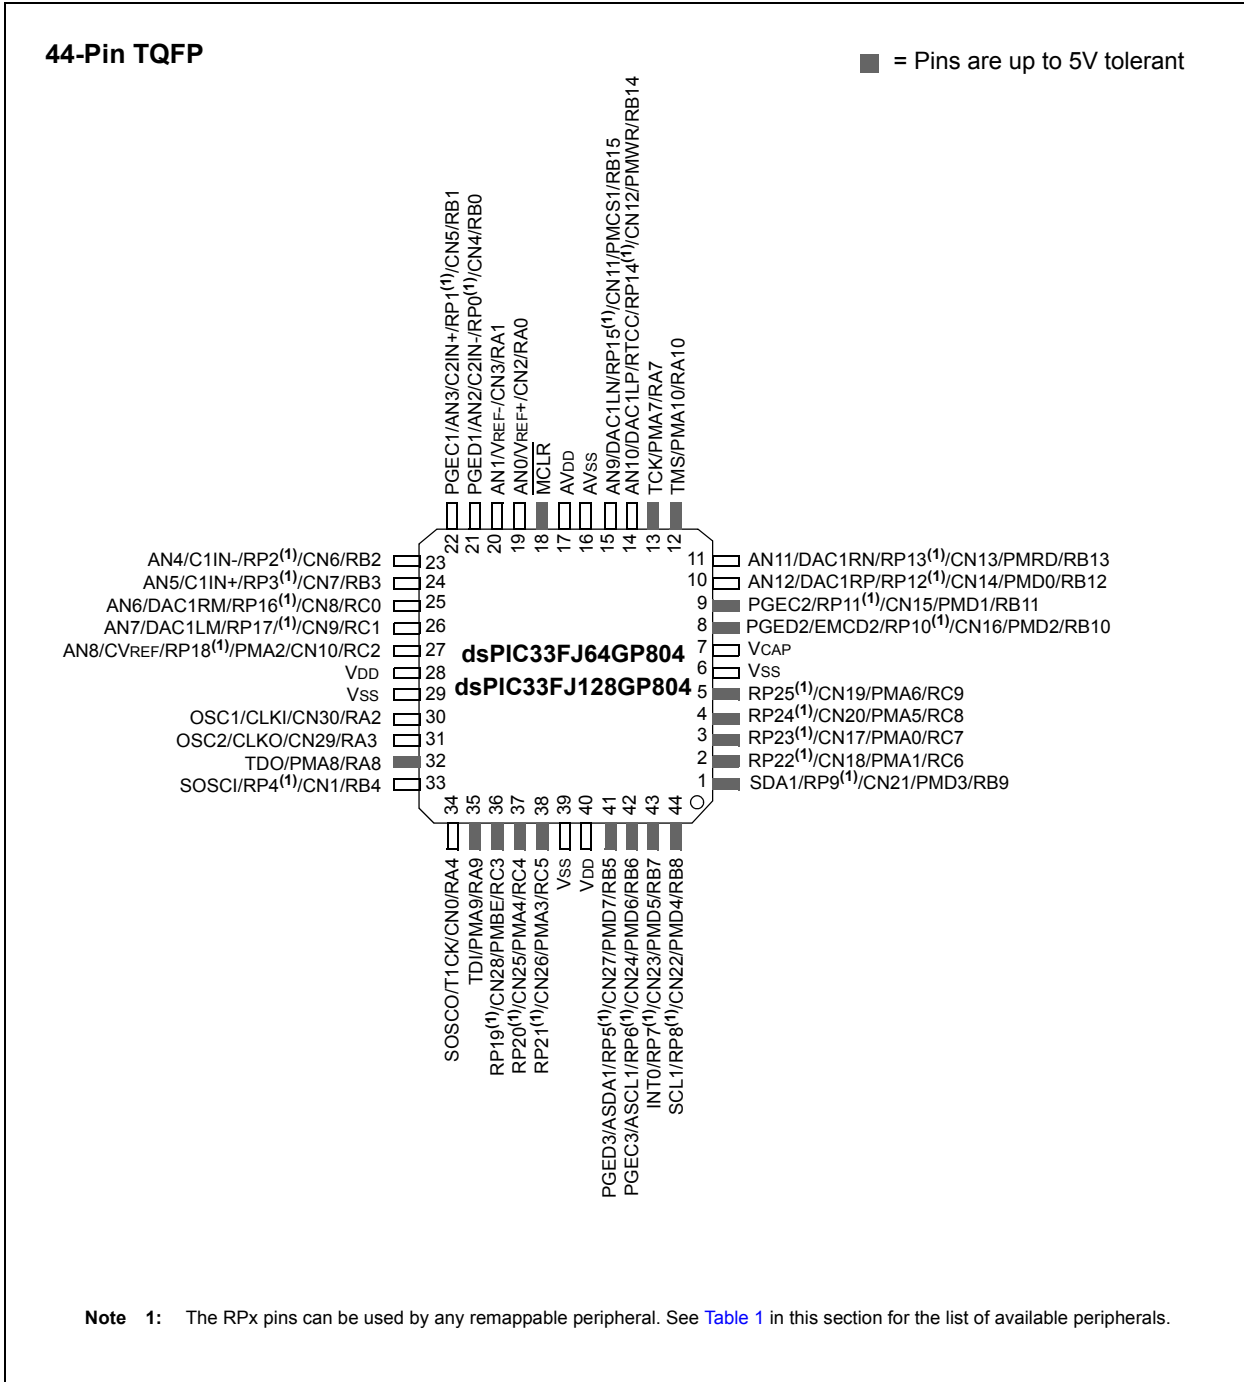 44-Pin TQFP
= Pins are up to 5V tolerant
PGEC1/AN3/C2IN+/RP1(1)/CN5/RB1
PGED1/AN2/C2IN-/RP0(1)/CN4/RB0
AN1/VREF-/CN3/RA1
AN0/VREF+/CN2/RA0
MCLR
AVDD
AVSS
AN9/DAC1LN/RP15(1)/CN11/PMCS1/RB15
AN10/DAC1LP/RTCC/RP14(1)/CN12/PMWR/RB14
TCK/PMA7/RA7
TMS/PMA10/RA10
22 21 20 19 18 17 16 15 14 13 12
AN4/C1IN-/RP2(1)/CN6/RB2 23
AN5/C1IN+/RP3(1)/CN7/RB3 24
AN6/DAC1RM/RP16(1)/CN8/RC0 25
AN7/DAC1LM/RP17/(1)/CN9/RC1 26
AN8/CVREF/RP18(1)/PMA2/CN10/RC2 27
VDD 28
VSS 29
OSC1/CLKI/CN30/RA2 30
OSC2/CLKO/CN29/RA3 31
TDO/PMA8/RA8 32
SOSCI/RP4(1)/CN1/RB4 33
dsPIC33FJ64GP804
dsPIC33FJ128GP804
11 AN11/DAC1RN/RP13(1)/CN13/PMRD/RB13
10 AN12/DAC1RP/RP12(1)/CN14/PMD0/RB12
9 PGEC2/RP11(1)/CN15/PMD1/RB11
8 PGED2/EMCD2/RP10(1)/CN16/PMD2/RB10
7 VCAP
6 VSS
5 RP25(1)/CN19/PMA6/RC9
4 RP24(1)/CN20/PMA5/RC8
3 RP23(1)/CN17/PMA0/RC7
2 RP22(1)/CN18/PMA1/RC6
1 SDA1/RP9(1)/CN21/PMD3/RB9
34 35 36 37 38 39 40 41 42 43 44
SOSCO/T1CK/CN0/RA4
TDI/PMA9/RA9
RP19(1)/CN28/PMBE/RC3
RP20(1)/CN25/PMA4/RC4
RP21(1)/CN26/PMA3/RC5
VSS
VDD
PGED3/ASDA1/RP5(1)/CN27/PMD7/RB5
PGEC3/ASCL1/RP6(1)/CN24/PMD6/RB6
INT0/RP7(1)/CN23/PMD5/RB7
SCL1/RP8(1)/CN22/PMD4/RB8
Note 1: The RPx pins can be used by any remappable peripheral. See Table 1 in this section for the list of available peripherals.